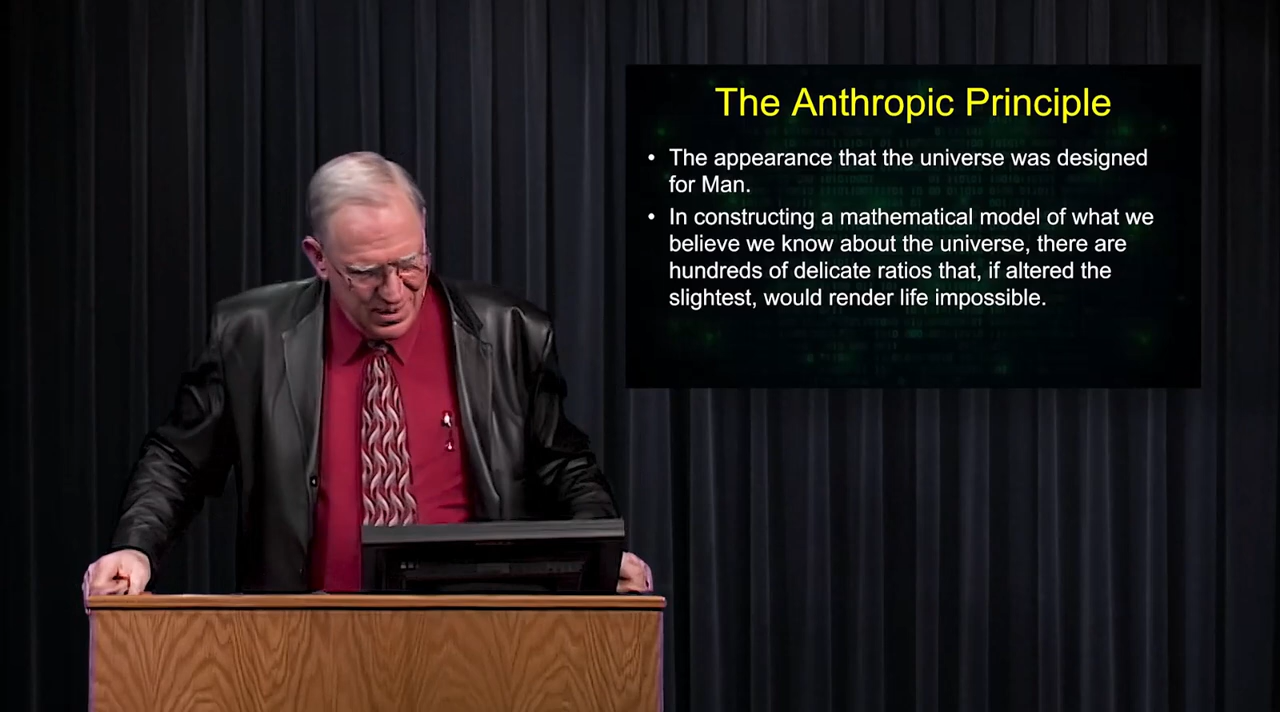 The Anthropic Principle
• The appearance that the universe was designed
for Man.
• In constructing a mathematical model of what we
believe we know about the universe, there are
hundreds of delicate ratios that, if altered the
slightest, would render life impossible.